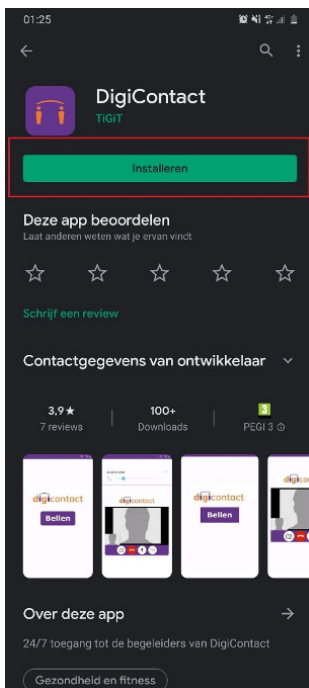 01:25
DigiContact
TiGiT
Installeren
Deze app beoordelen
Laat anderen weten wat je ervan vindt
Schrijf een review
Contactgegevens van ontwikkelaar
3,9★
7 reviews
100+
Downloads
3
PEGI 3
digicontact
Bellen
digicontact
digicontact
Bellen
Over deze app
24/7 toegang tot de begeleiders van DigiContact
Gezondheid en fitness